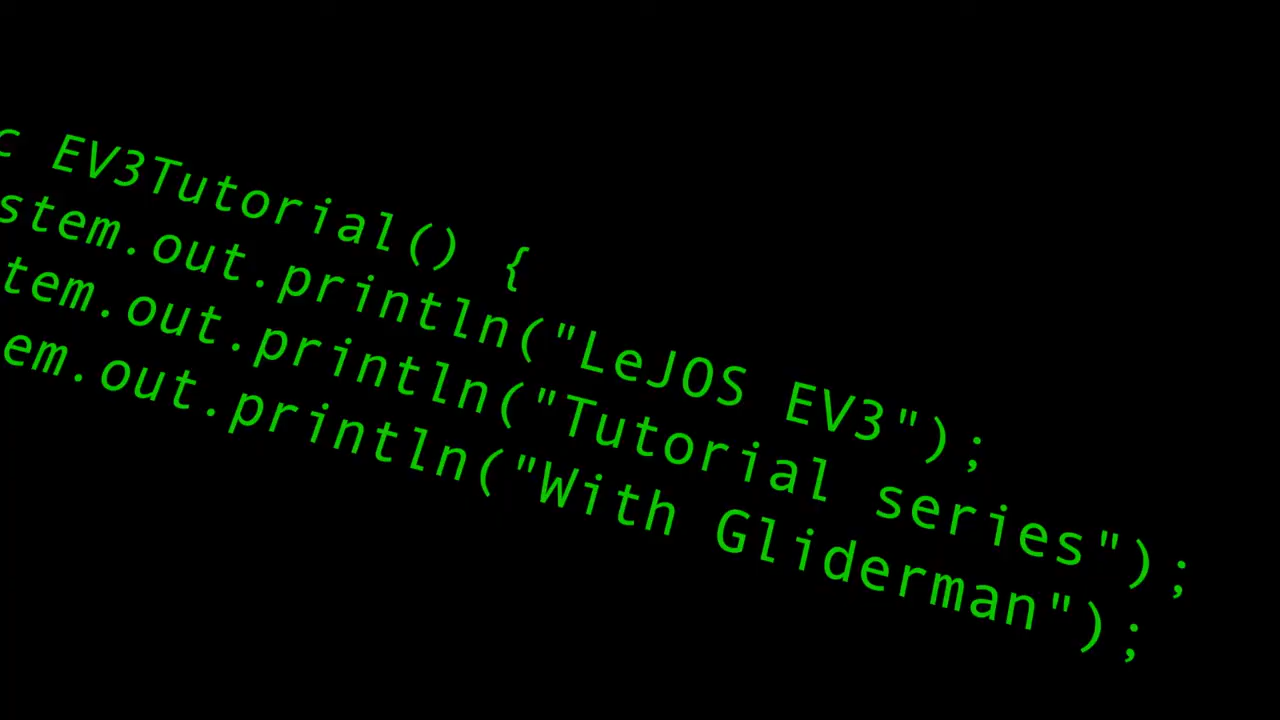 c EV3Tutorial() {
stem.out.println("LeJOS EV3");
tem.out.println("Tutorial series");
em.out.println("With Gliderman");